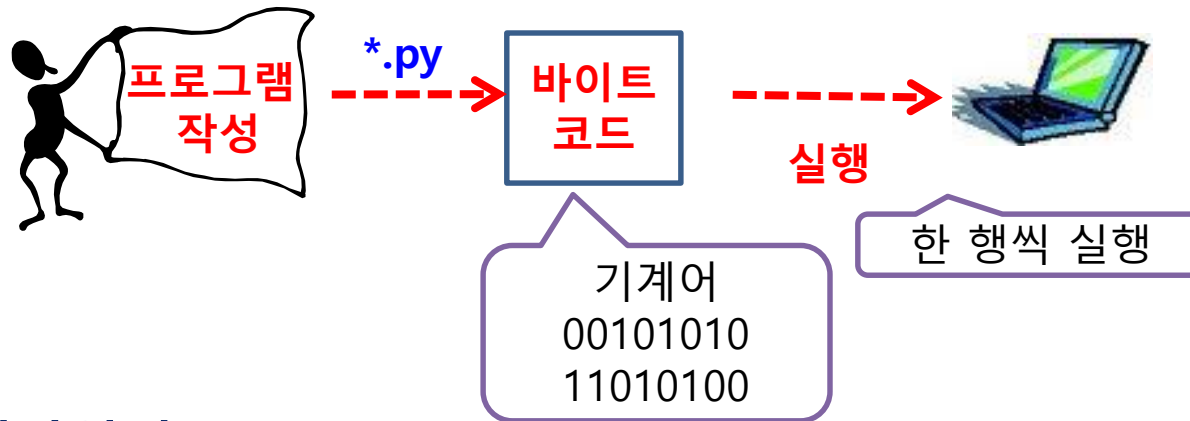 프로그램
작성
*.py
바이트
코드
실행
한 행씩 실행
기계어
00101010
11010100